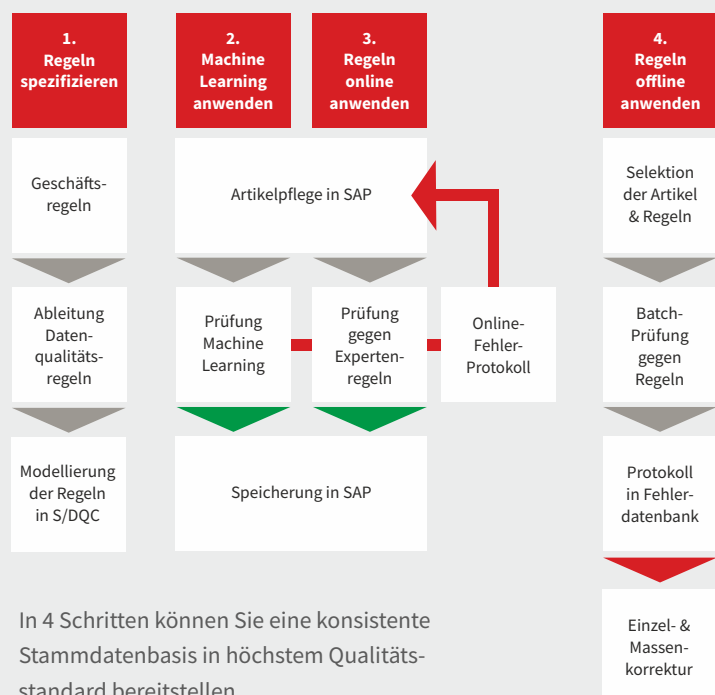 1.
Regeln
spezifizieren
2.
Machine
Learning
anwenden
3.
Regeln
online
anwenden
4.
Regeln
offline
anwenden
Geschäfts-
regeln
Artikelpflege in SAP
Selektion
der Artikel
& Regeln
Ableitung
Daten-
qualitäts-
regeln
Prüfung
Machine
Learning
Prüfung
gegen
Experten-
regeln
Online-
Fehler-
Protokoll
Batch-
Prüfung
gegen
Regeln
Modellierung
der Regeln
in S/DQC
Speicherung in SAP
Protokoll
in Fehler-
datenbank
In 4 Schritten können Sie eine konsistente
Stammdatenbasis in höchstem Qualitäts-
standard bereitstellen
Einzel- &
Massen-
korrektur